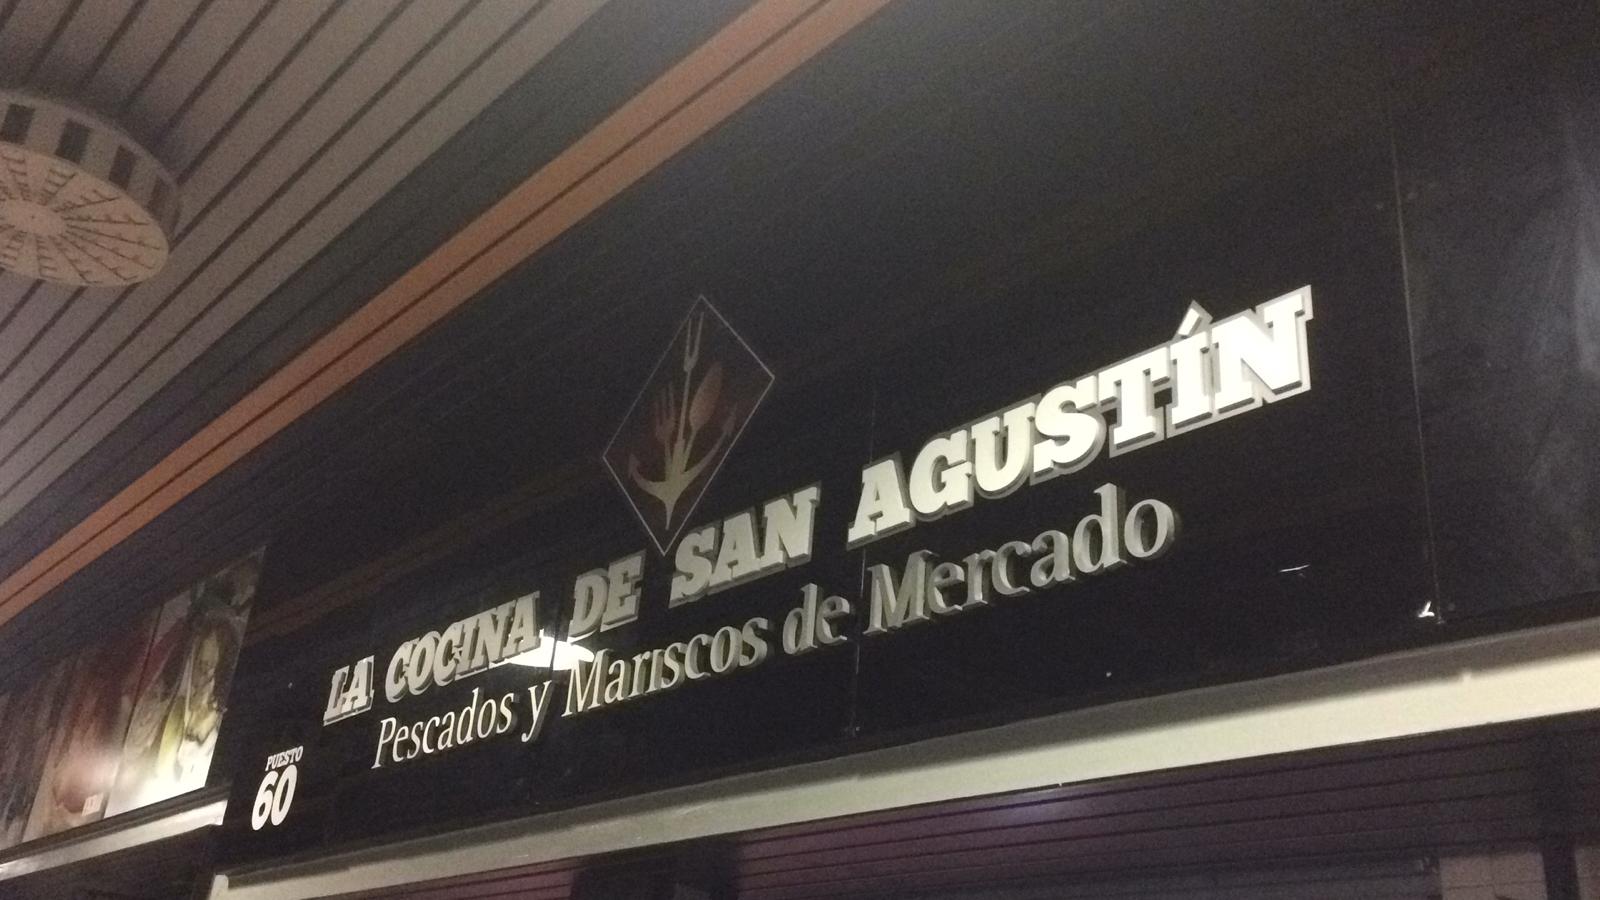 LA COCINA DE SAN AGUSTÍN
Pescados y Mariscos de Mercado
PUESTO
60